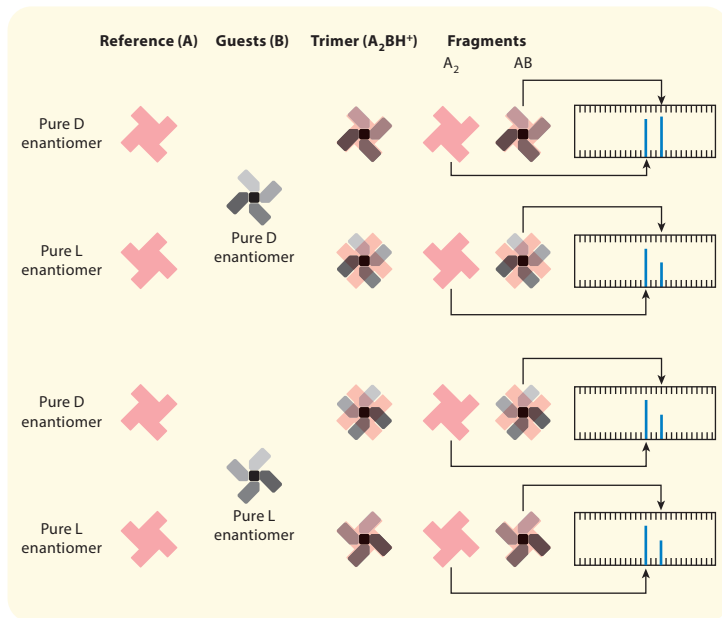 Reference (A) Guests (B) Trimer (A₂BH⁺) Fragments
A₂ AB
Pure D
enantiomer
Pure D
enantiomer
Pure L
enantiomer
Pure D
enantiomer
Pure L
enantiomer
Pure L
enantiomer